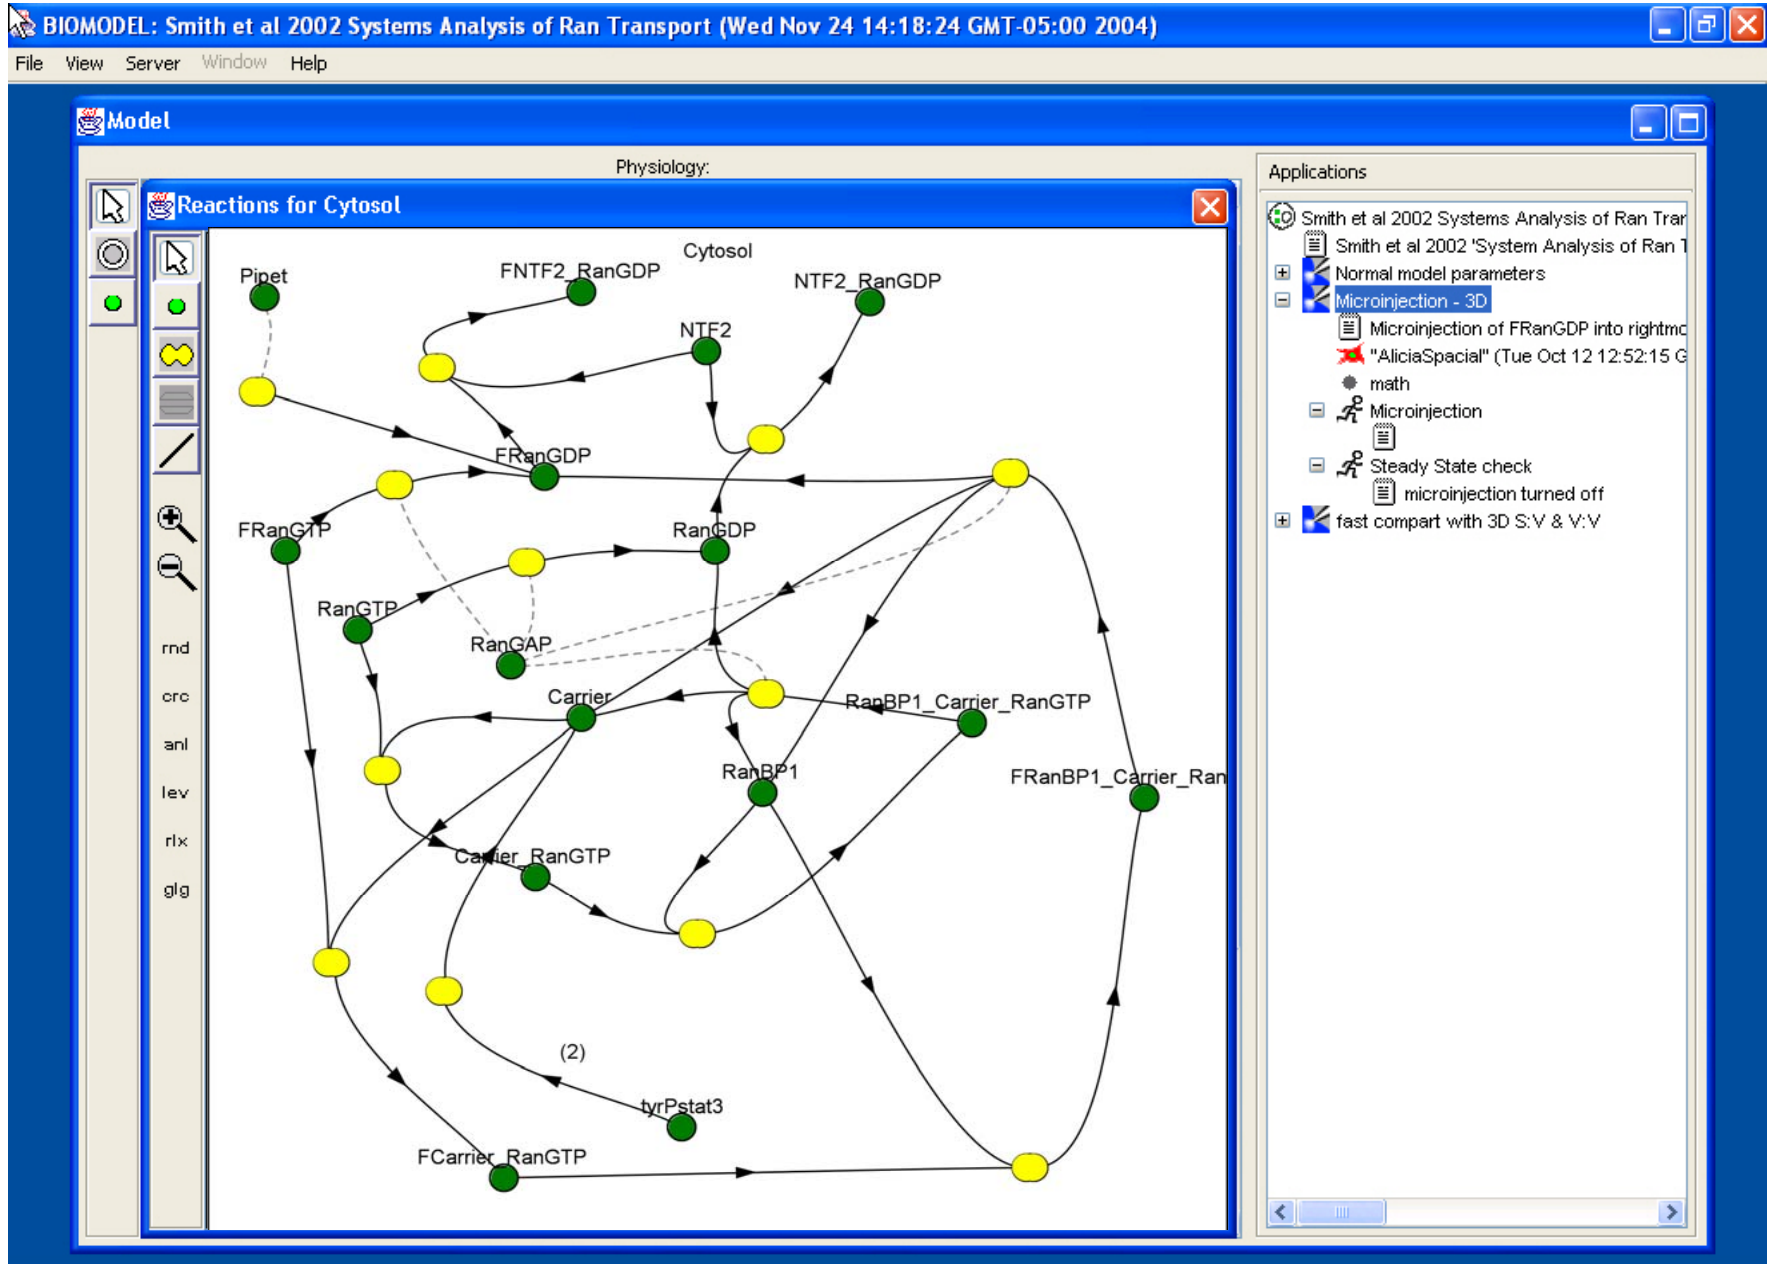 BIOMODEL: Smith et al 2002 Systems Analysis of Ran Transport (Wed Nov 24 14:18:24 GMT-05:00 2004)
File View Server Window Help
Model
Physiology:
Reactions for Cytosol
Cytosol
Pipet
FNTF2_RanGDP
NTF2_RanGDP
NTF2
FRanGDP
FRanGTP
RanGDP
RanGTP
RanGAP
Carrier
RanBP1_Carrier_RanGTP
RanBP1
FRanBP1_Carrier_Ran
Carrier_RanGTP
(2)
tyrPstat3
FCarrier_RanGTP
rnd
crc
anl
lev
rlx
glg
Applications
Smith et al 2002 Systems Analysis of Ran Tran
Smith et al 2002 'System Analysis of Ran T
Normal model parameters
Microinjection - 3D
Microinjection of FRanGDP into rightmo
"AliciaSpacial" (Tue Oct 12 12:52:15 G
math
Microinjection
Steady State check
microinjection turned off
fast compart with 3D S:V & V:V